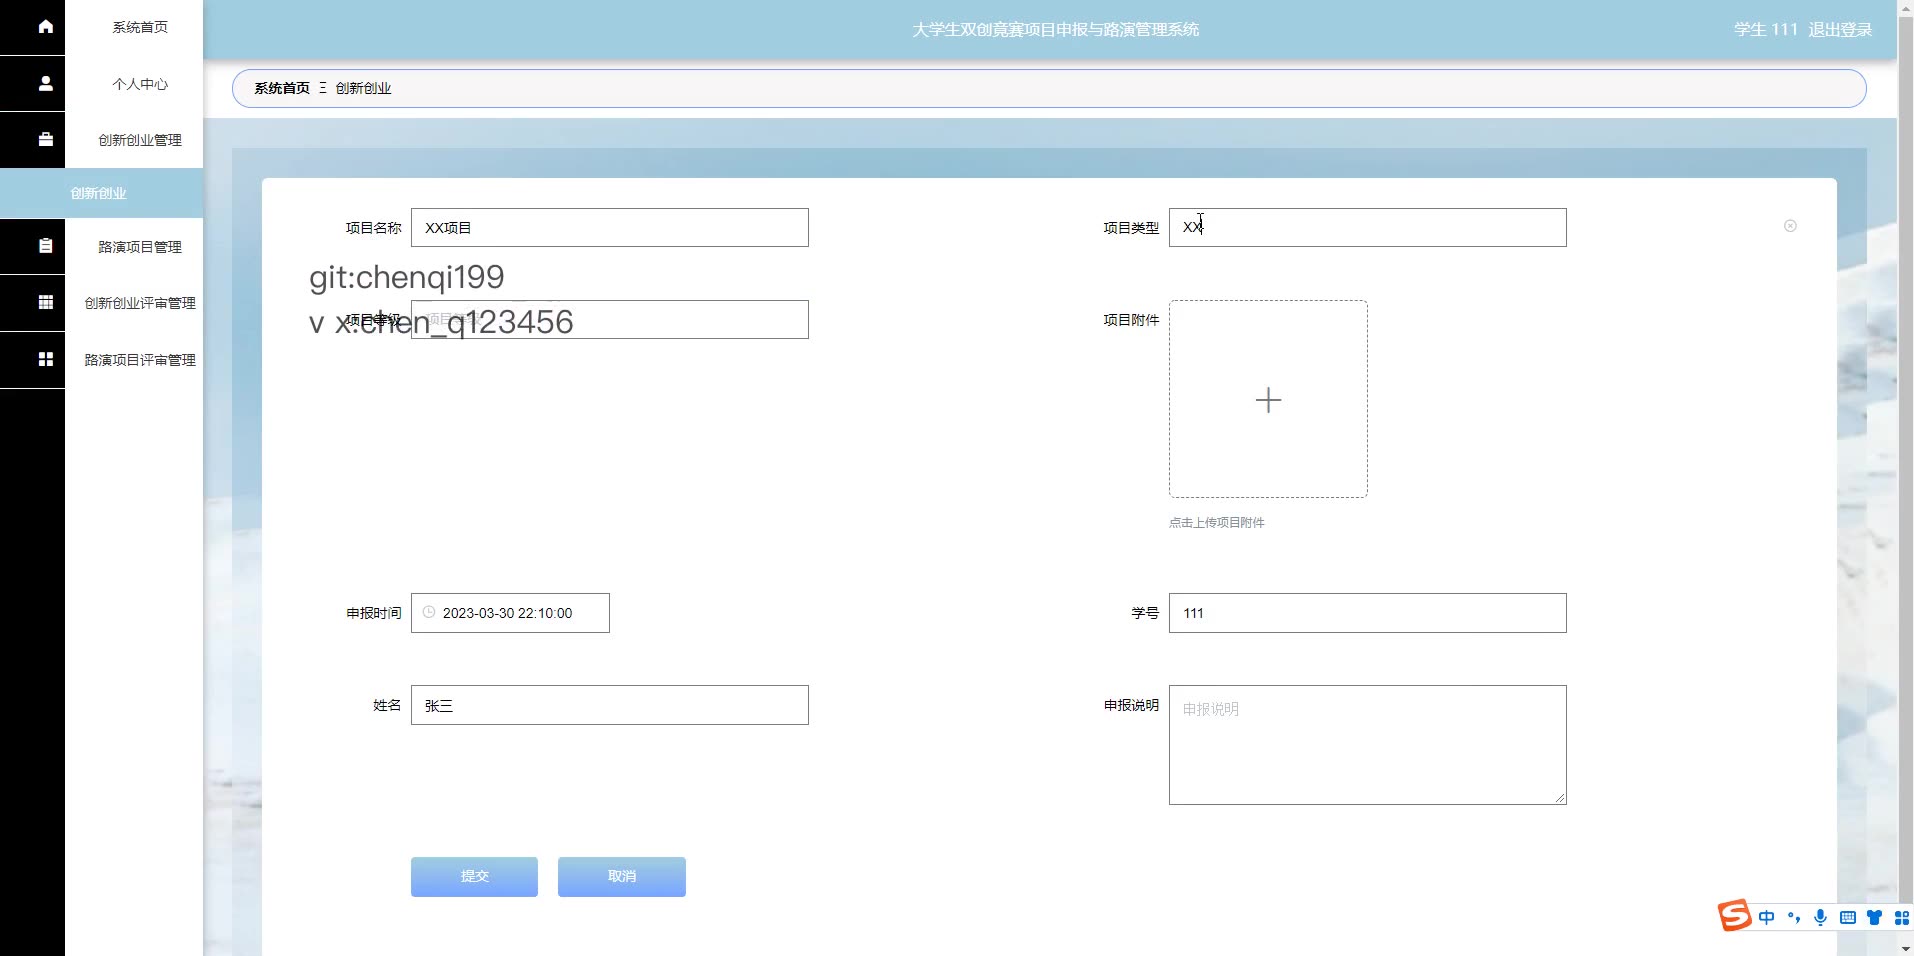 系统首页
个人中心
创新创业管理
创新创业
路演项目管理
创新创业评审管理
路演项目评审管理
大学生双创竟赛项目申报与路演管理系统
学生 111 退出登录
系统首页 Ξ 创新创业
项目名称 XX项目
项目类型 XX
git:chenqi199
项目等级
v x:chen_q123456
项目附件
点击上传项目附件
申报时间 2023-03-30 22:10:00
学号 111
姓名 张三
申报说明 申报说明
提交 取消
中